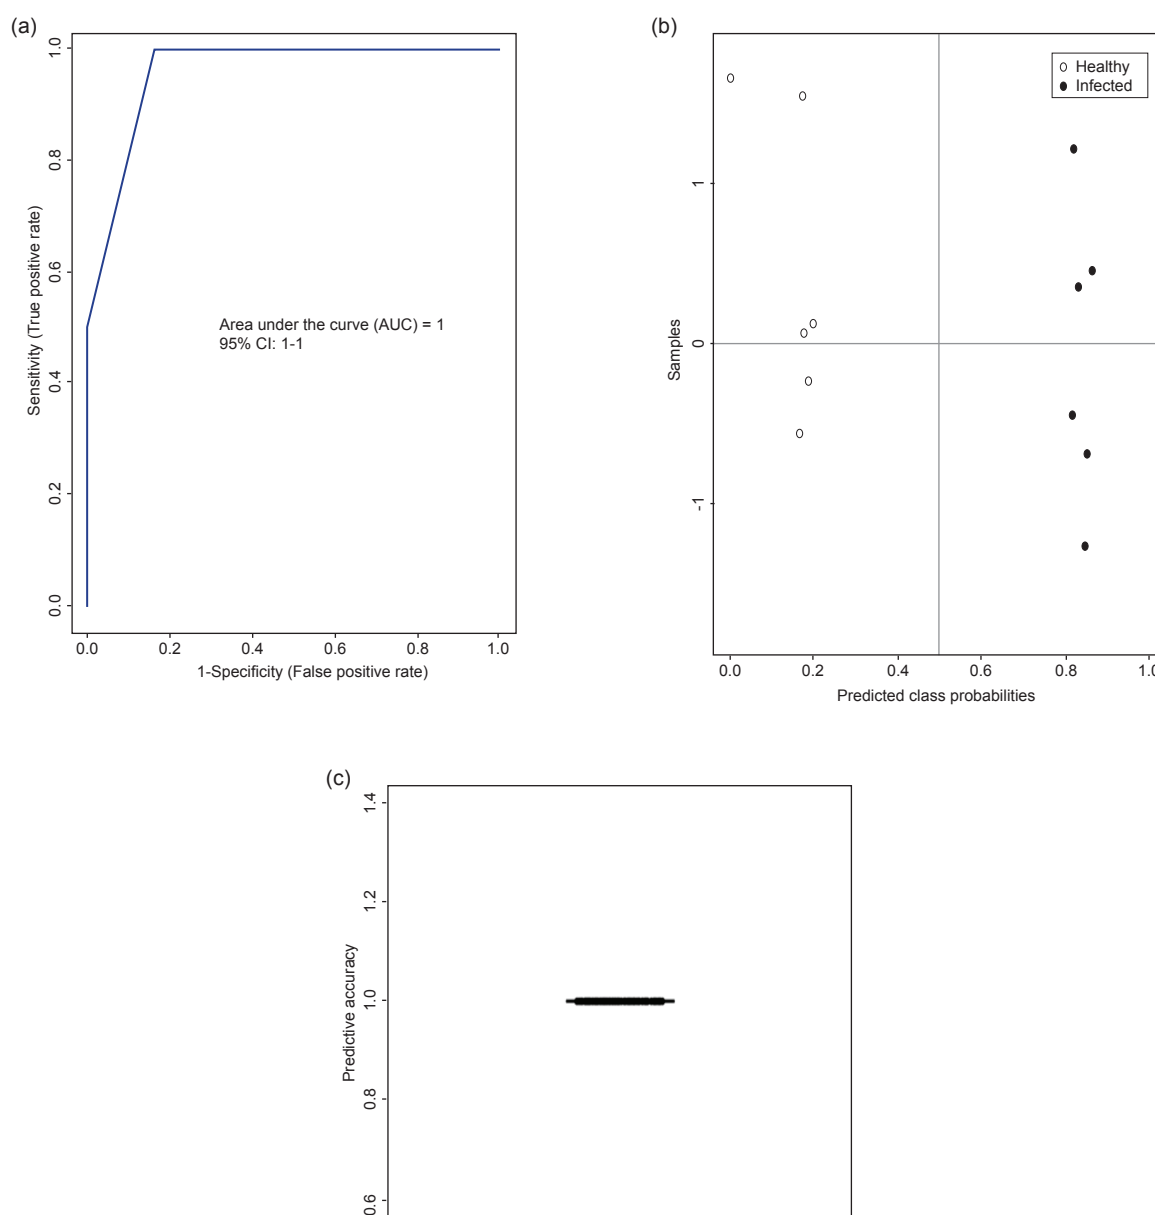 (a)
1.0
0.8
0.6
0.4
0.2
0.0
Sensitivity (True positive rate)
Area under the curve (AUC) = 1
95% CI: 1-1
0.0 0.2 0.4 0.6 0.8 1.0
1-Specificity (False positive rate)
(b)
Healthy
Infected
1
0
-1
Samples
0.0 0.2 0.4 0.6 0.8 1.0
Predicted class probabilities
(c)
1.4
1.2
1.0
0.8
0.6
Predictive accuracy